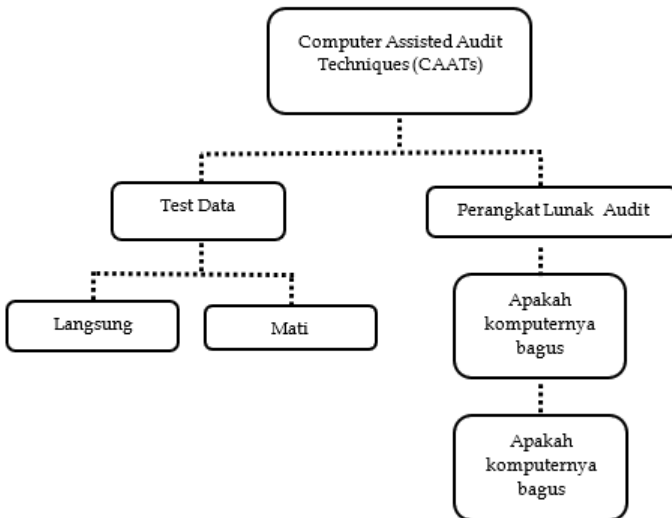 Computer Assisted Audit
Techniques (CAATs)
Test Data
Perangkat Lunak Audit
Langsung
Mati
Apakah
komputernya
bagus
Apakah
komputernya
bagus